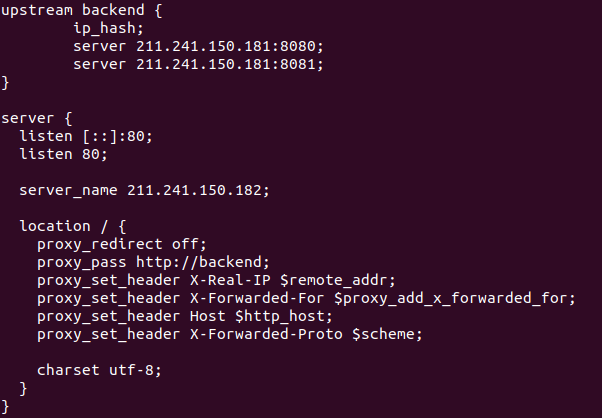 upstream backend {
        ip_hash;
        server 211.241.150.181:8080;
        server 211.241.150.181:8081;
}

server {
  listen [::]:80;
  listen 80;

  server_name 211.241.150.182;

  location / {
    proxy_redirect off;
    proxy_pass http://backend;
    proxy_set_header X-Real-IP $remote_addr;
    proxy_set_header X-Forwarded-For $proxy_add_x_forwarded_for;
    proxy_set_header Host $http_host;
    proxy_set_header X-Forwarded-Proto $scheme;

    charset utf-8;
  }
}